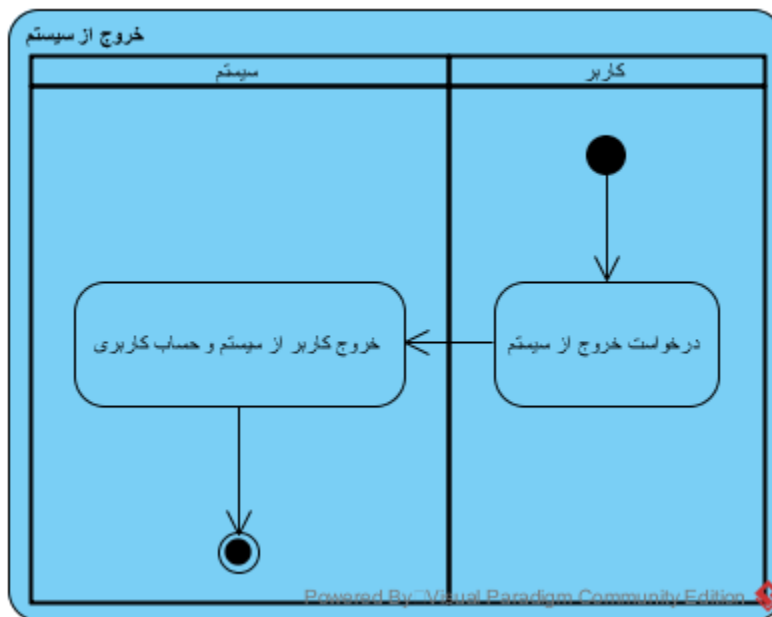 خروج از سیستم
کاربر
سیستم
درخواست خروج از سیستم
خروج کاربر از سیستم و حساب کاربری
Powered By Visual Paradigm Community Edition